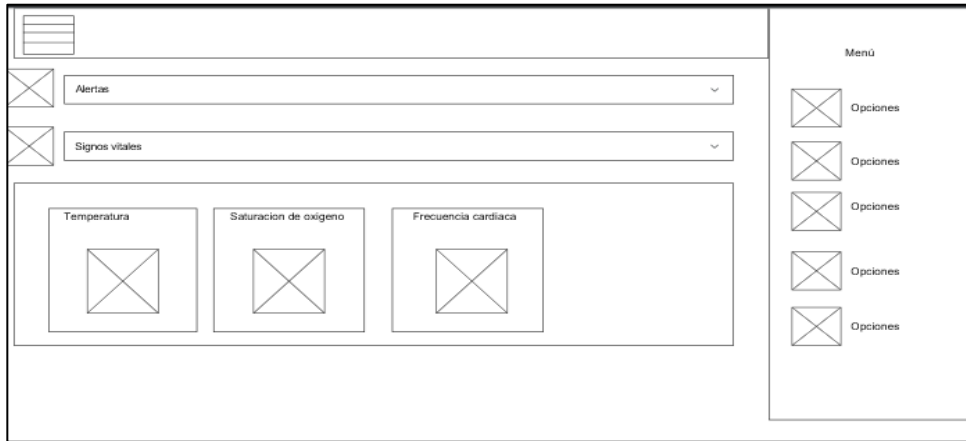 Menú
Alertas
Opciones
Signos vitales
Opciones
Temperatura
Saturacion de oxigeno
Frecuencia cardiaca
Opciones
Opciones
Opciones